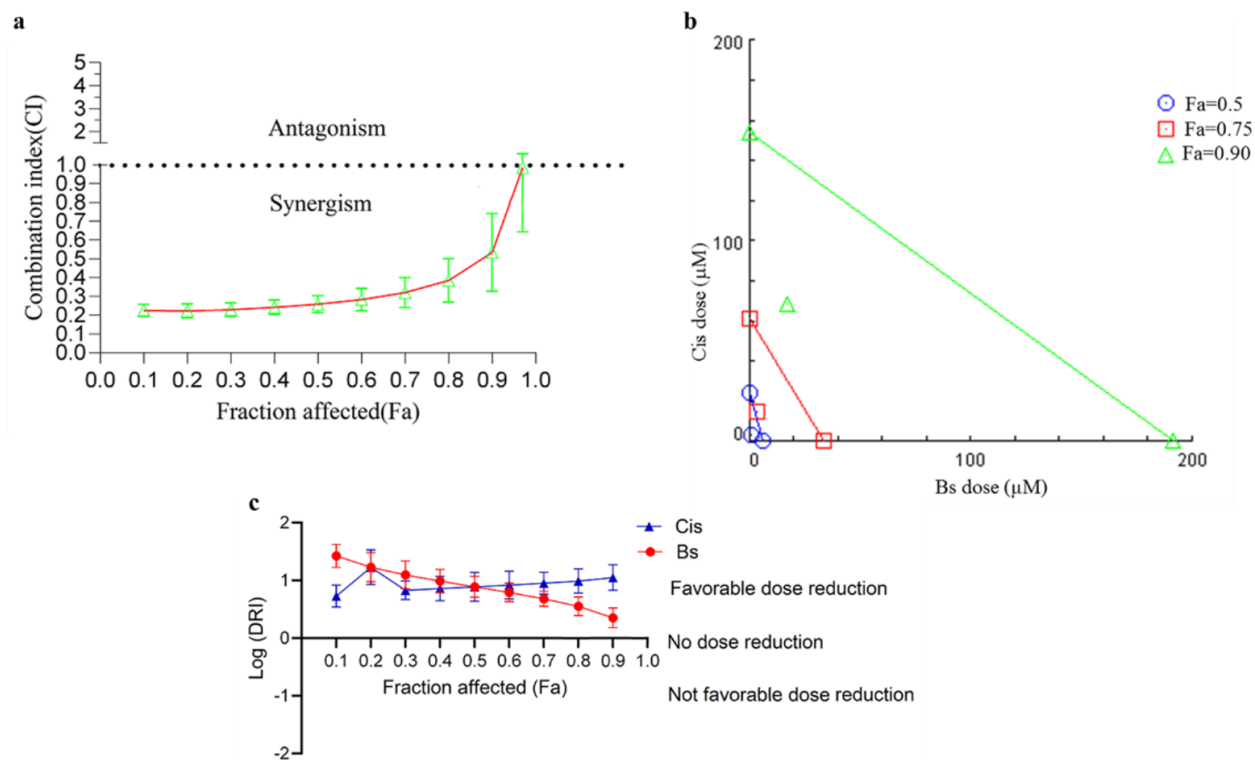 a
5
4
3
2
1.0
0.9
0.8
0.7
0.6
0.5
0.4
0.3
0.2
0.1
0.0
Combination index(CI)
Antagonism
Synergism
0.0 0.1 0.2 0.3 0.4 0.5 0.6 0.7 0.8 0.9 1.0
Fraction affected(Fa)
b
200
100
0
Cis dose (µM)
0 100 200
Bs dose (µM)
Fa=0.5
Fa=0.75
Fa=0.90
c
2
1
0
-1
-2
Log (DRI)
0.1 0.2 0.3 0.4 0.5 0.6 0.7 0.8 0.9 1.0
Fraction affected (Fa)
Cis
Bs
Favorable dose reduction
No dose reduction
Not favorable dose reduction